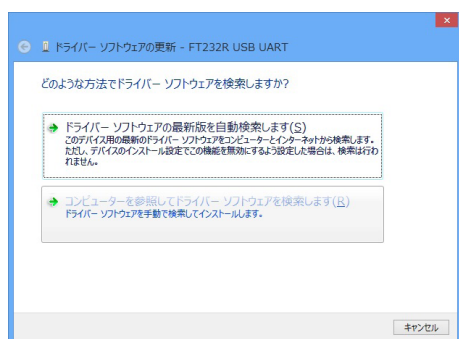 ドライバー ソフトウェアの更新 - FT232R USB UART
どのような方法でドライバー ソフトウェアを検索しますか?
ドライバー ソフトウェアの最新版を自動検索します(S)
このデバイス用の最新のドライバー ソフトウェアをコンピューターとインターネットから検索します。
ただし、デバイスのインストール設定でこの機能を無効にするよう設定した場合は、検索は行わ
れません。
コンピューターを参照してドライバー ソフトウェアを検索します(R)
ドライバー ソフトウェアを手動で検索してインストールします。
キャンセル